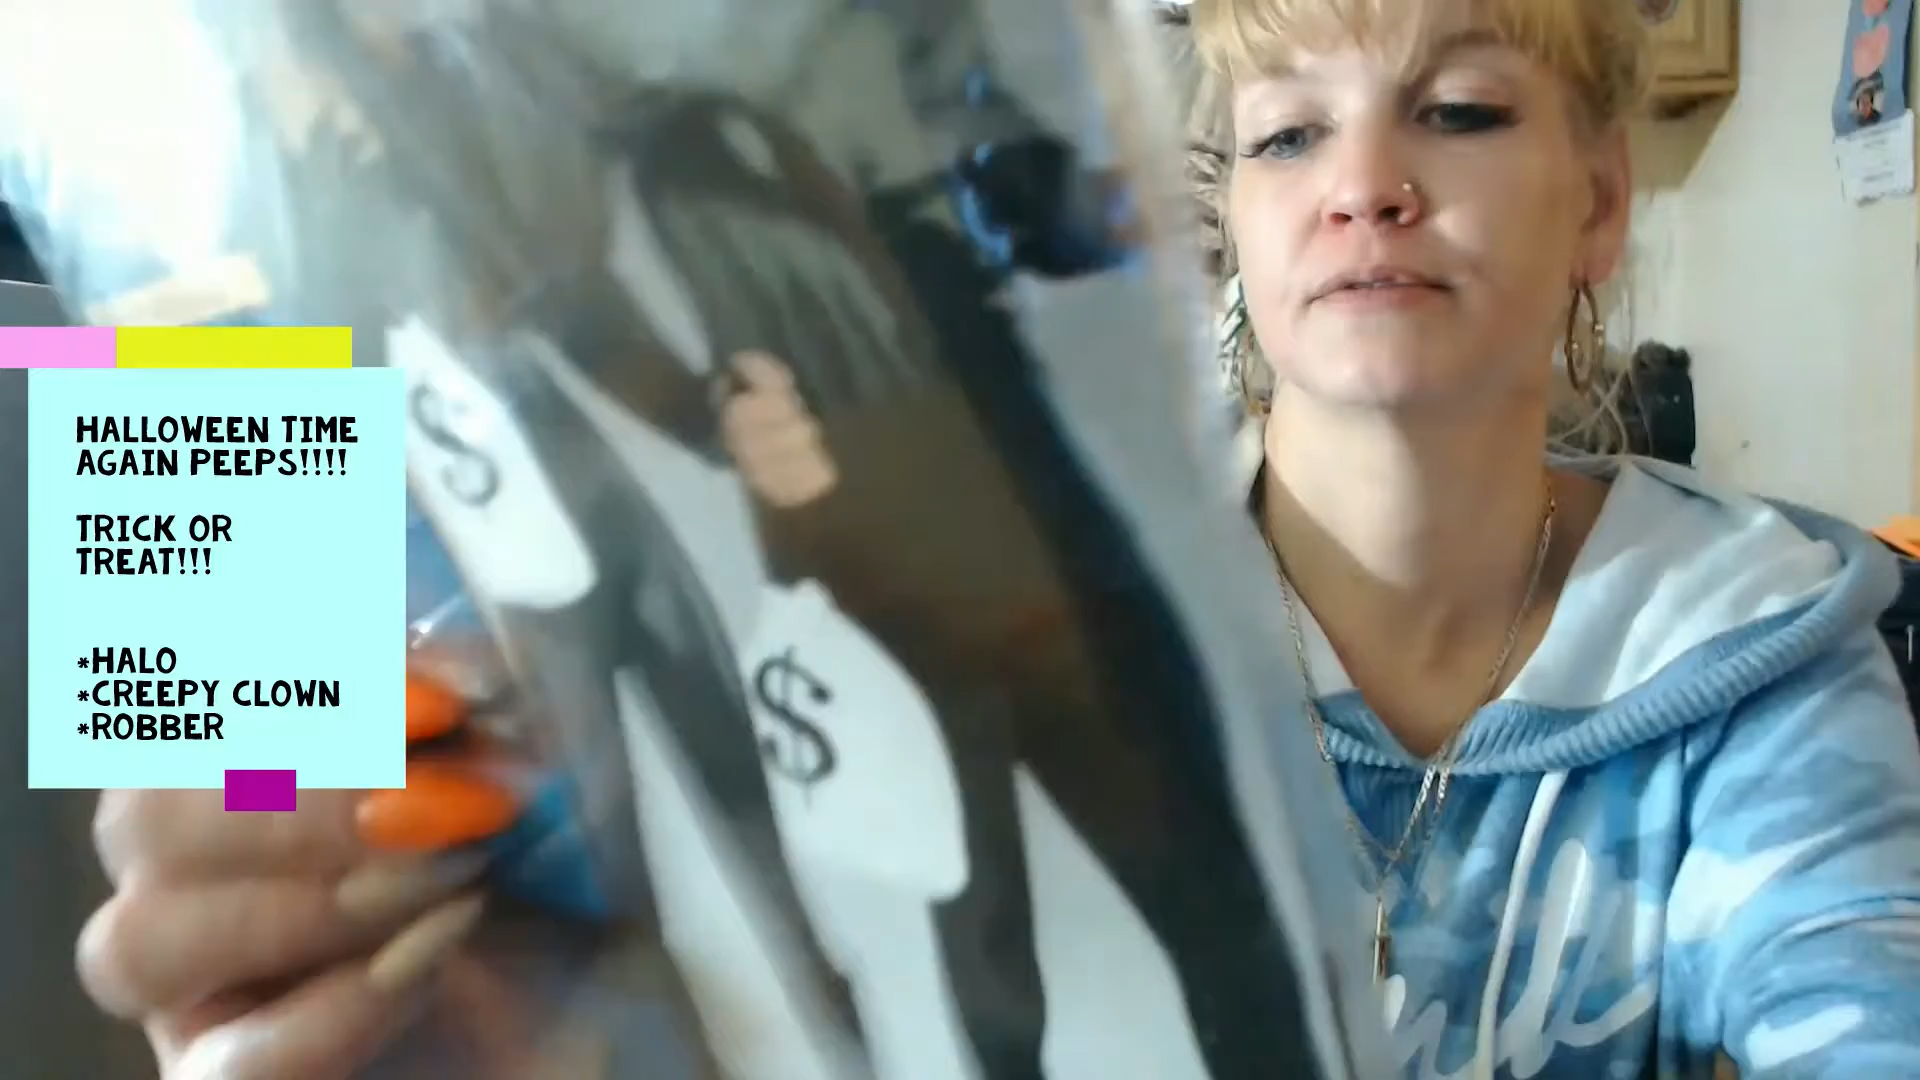 HALLOWEEN TIME
AGAIN PEEPS!!!!
TRICK OR
TREAT!!!
*HALO
*CREEPY CLOWN
*ROBBER
$
$